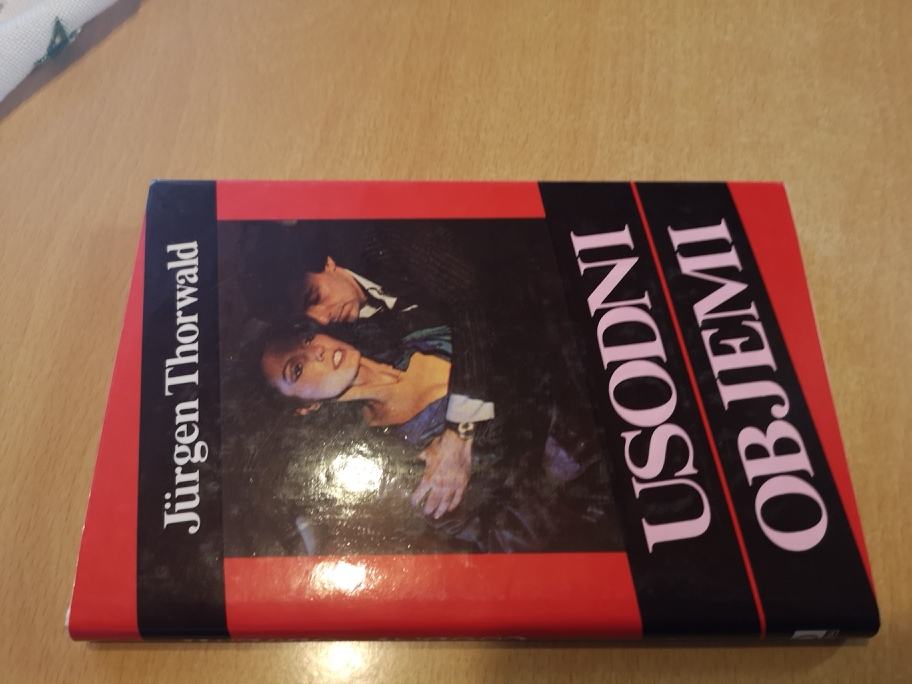 Jürgen Thorwald
USODNI
OBJEMI